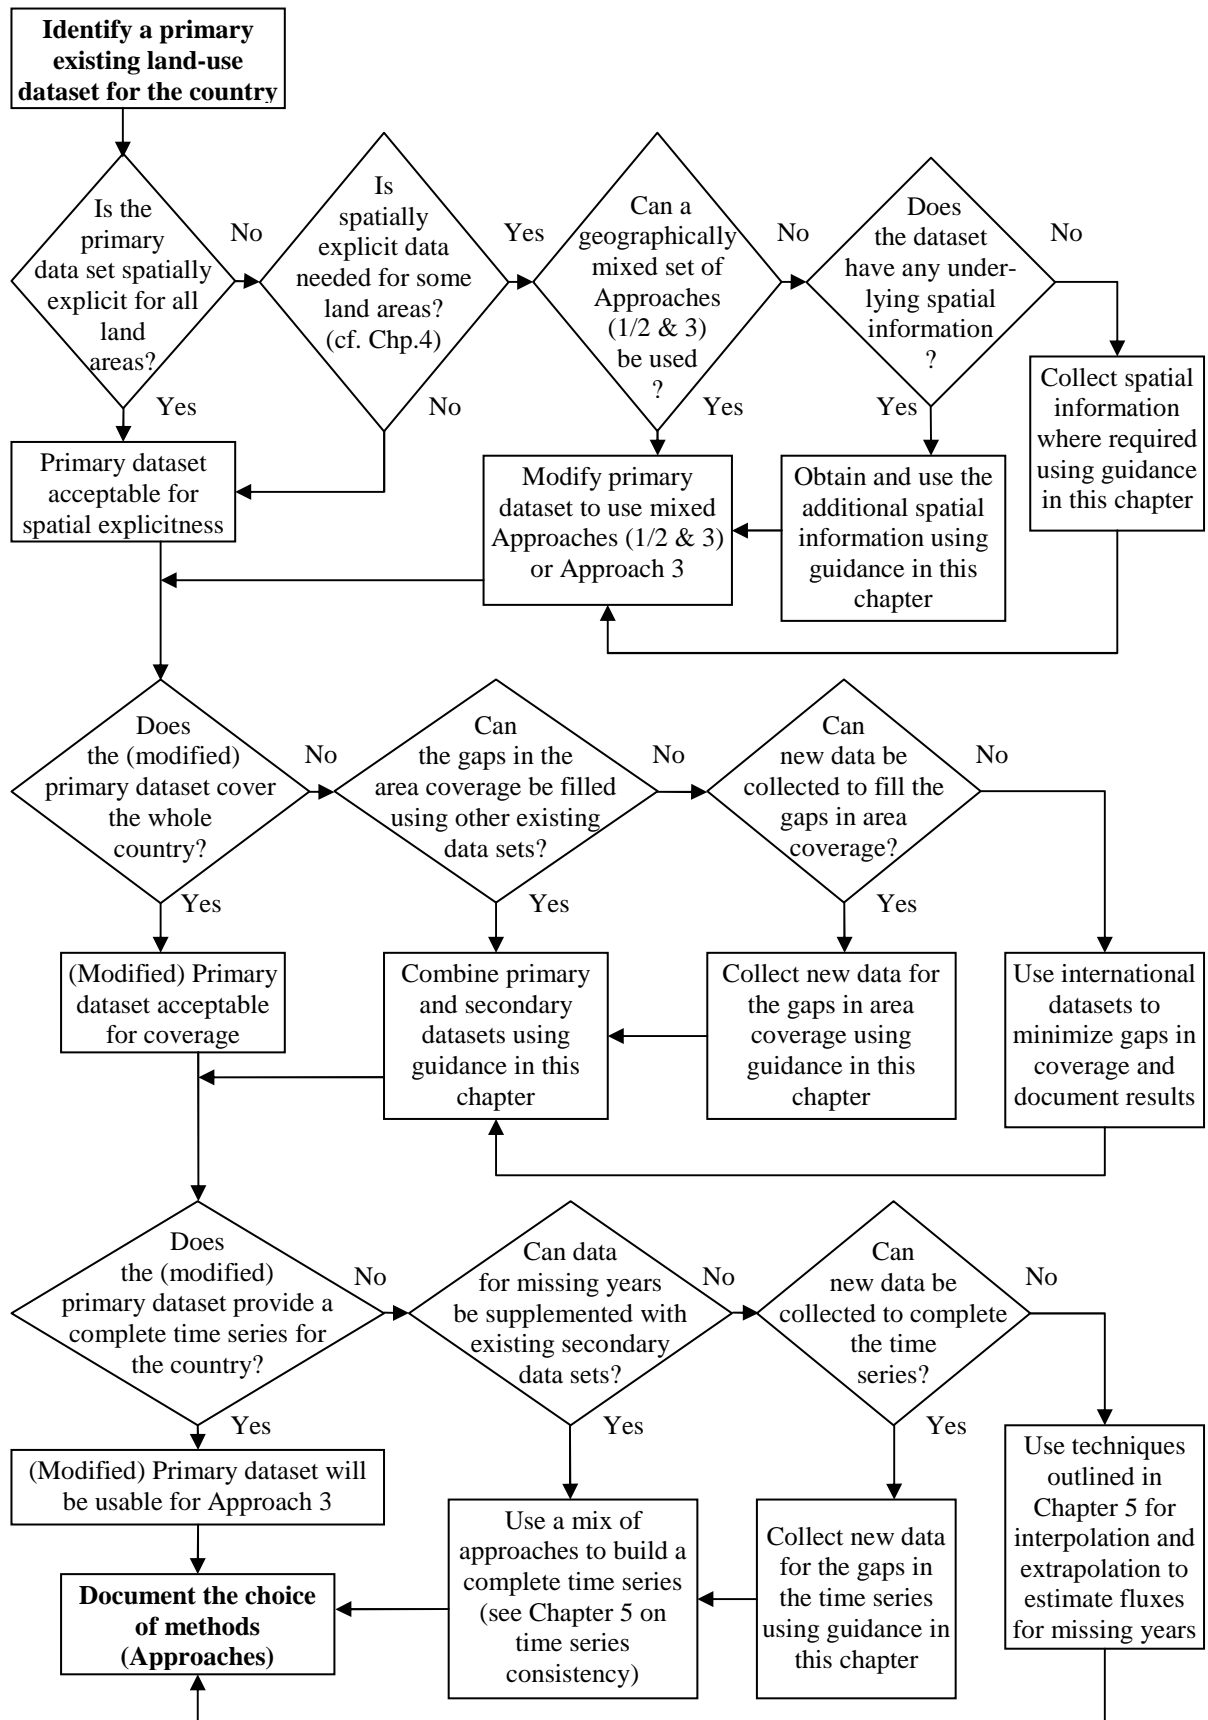 Identify a primary
existing land-use
dataset for the country
Is the
primary
data set spatially
explicit for all
land
areas?
No
Yes
Is
spatially
explicit data
needed for some
land areas?
(cf. Chp.4)
Yes
No
Can a
geographically
mixed set of
Approaches
(1/2 & 3)
be used
?
No
Yes
Does
the dataset
have any under-
lying spatial
information
?
No
Yes
Primary dataset
acceptable for
spatial explicitness
Modify primary
dataset to use mixed
Approaches (1/2 & 3)
or Approach 3
Obtain and use the
additional spatial
information using
guidance in this
chapter
Collect spatial
information
where required
using guidance
in this chapter
Does
the (modified)
primary dataset cover
the whole
country?
No
Yes
Can
the gaps in the
area coverage be filled
using other existing
data sets?
No
Yes
Can
new data be
collected to fill the
gaps in area
coverage?
No
Yes
(Modified) Primary
dataset acceptable
for coverage
Combine primary
and secondary
datasets using
guidance in this
chapter
Collect new data for
the gaps in area
coverage using
guidance in this
chapter
Use international
datasets to
minimize gaps in
coverage and
document results
Does
the (modified)
primary dataset provide a
complete time series for
the country?
No
Yes
Can data
for missing years
be supplemented with
existing secondary
data sets?
No
Yes
Can
new data be
collected to complete
the time
series?
No
Yes
(Modified) Primary dataset will
be usable for Approach 3
Use a mix of
approaches to build a
complete time series
(see Chapter 5 on
time series
consistency)
Collect new data
for the gaps in
the time series
using guidance in
this chapter
Use techniques
outlined in
Chapter 5 for
interpolation and
extrapolation to
estimate fluxes
for missing years
Document the choice
of methods
(Approaches)